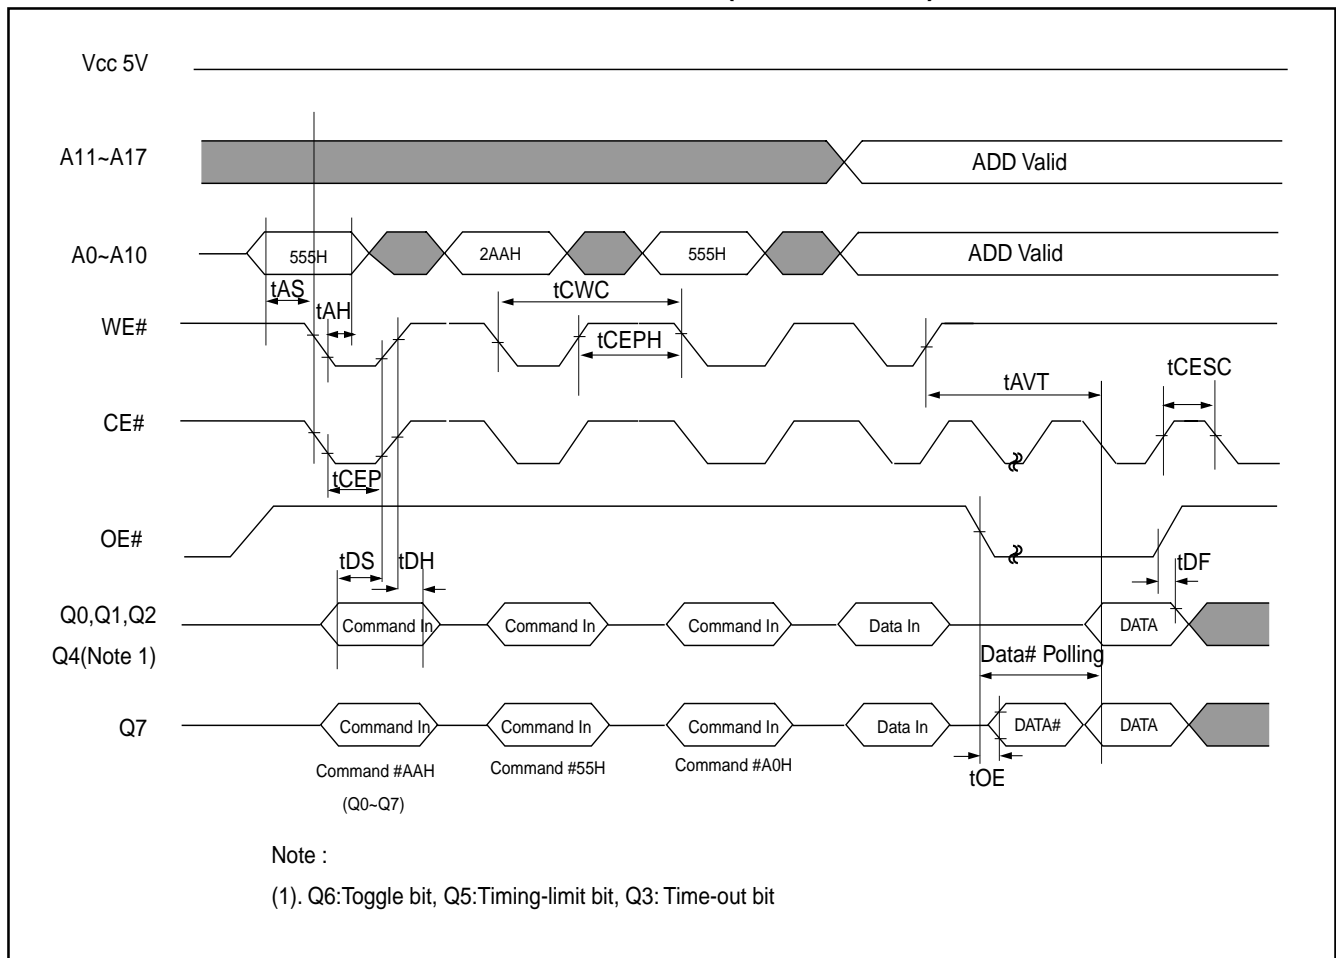 Vcc 5V
A11~A17
ADD Valid
A0~A10
555H
2AAH
555H
ADD Valid
tAS
tAH
tCWC
WE#
tCEPH
tCESC
tAVT
CE#
tCEP
OE#
tDS
tDH
tDF
Q0,Q1,Q2
Command In
Command In
Command In
Data In
DATA
Q4(Note 1)
Data# Polling
Q7
Command In
Command In
Command In
Data In
DATA#
DATA
Command #AAH
Command #55H
Command #A0H
tOE
(Q0~Q7)
Note :
(1). Q6:Toggle bit, Q5:Timing-limit bit, Q3: Time-out bit